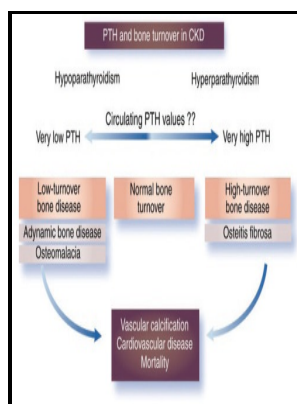 PTH and bone turnover in CKD
Hypoparathyroidism
Hyperparathyroidism
Circulating PTH values ??
Very low PTH
Very high PTH
Low-turnover
bone disease
Adynamic bone disease
Osteomalacia
Normal bone
turnover
High-turnover
bone disease
Osteitis fibrosa
Vascular calcification
Cardiovascular disease
Mortality